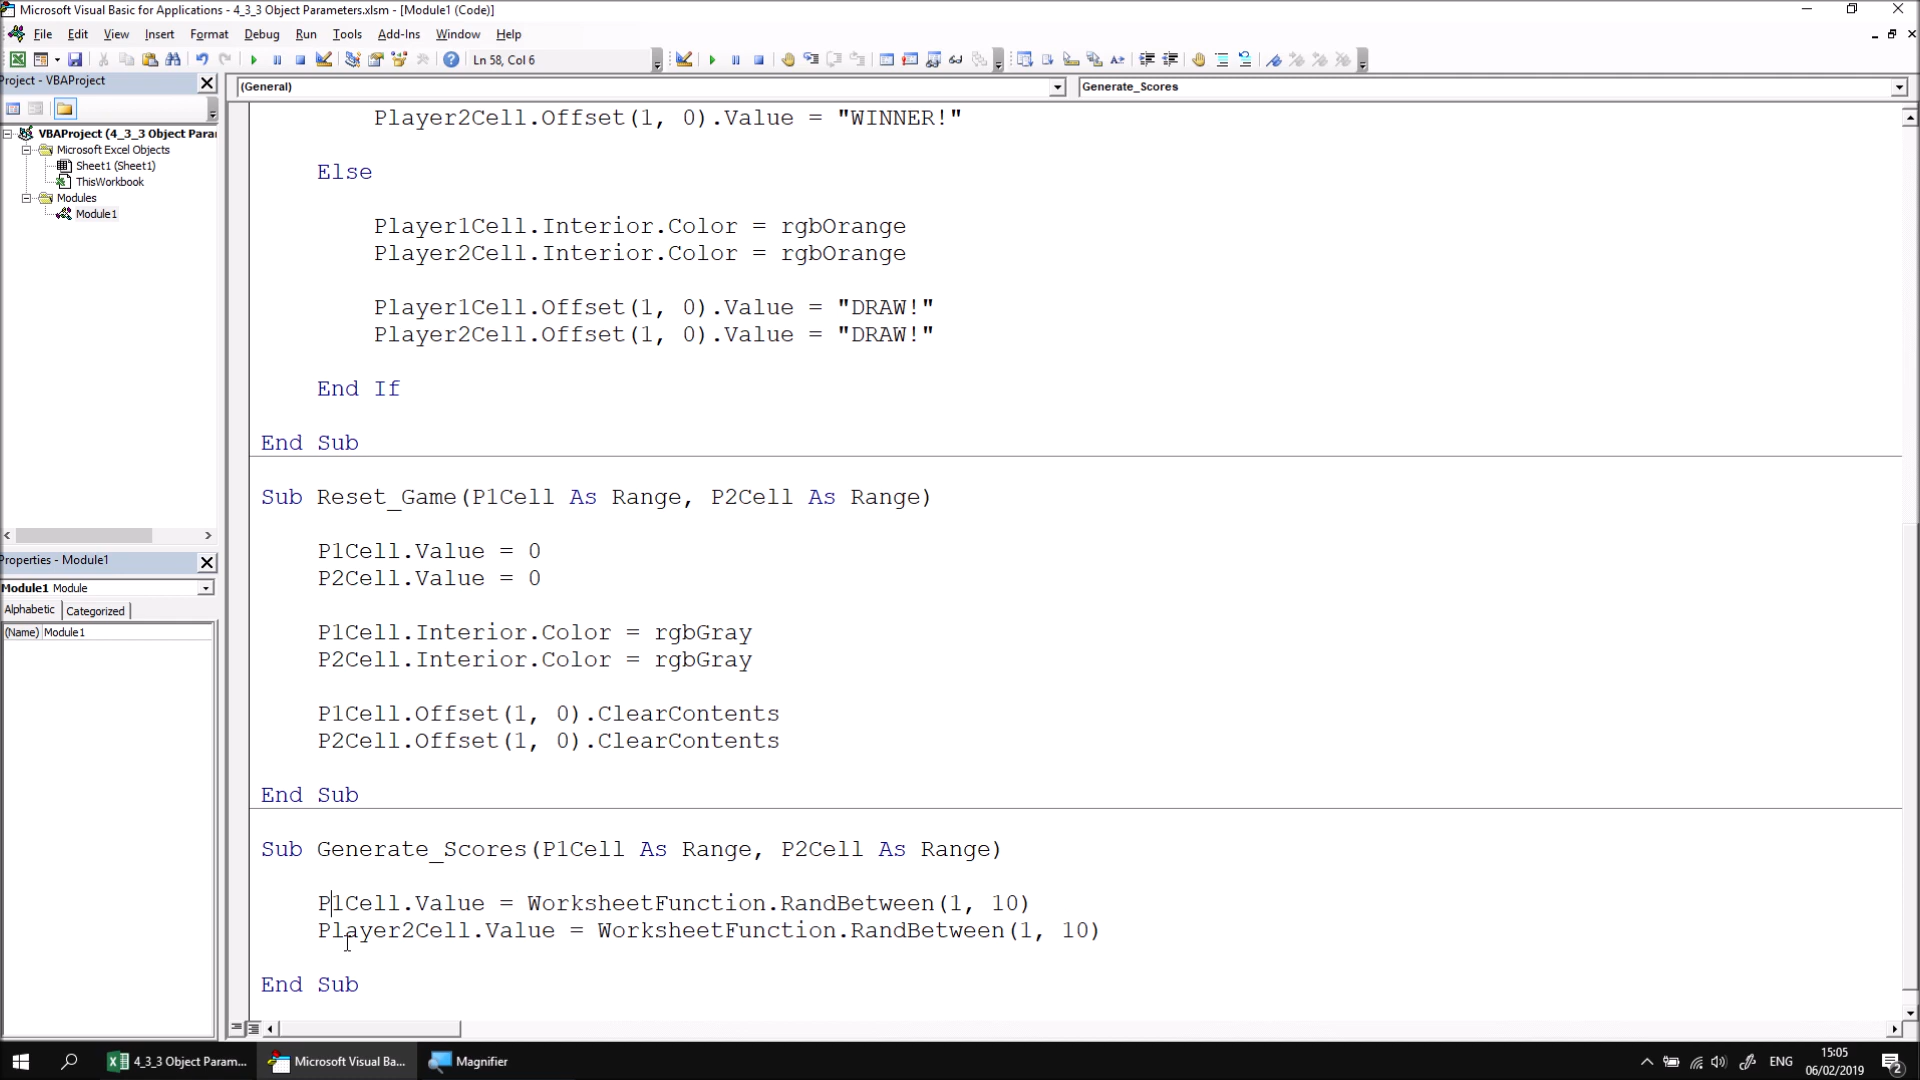 Microsoft Visual Basic for Applications - 4_3_3 Object Parameters.xlsm - [Module1 (Code)]
File Edit View Insert Format Debug Run Tools Add-Ins Window Help
Ln 58, Col 6
Project - VBAProject
(General)
Generate_Scores
VBAProject (4_3_3 Object Para
Microsoft Excel Objects
Sheet1 (Sheet1)
ThisWorkbook
Modules
Module1
Properties - Module1
Module1 Module
Alphabetic Categorized
(Name) Module1
Player2Cell.Offset(1, 0).Value = "WINNER!"
Else
Player1Cell.Interior.Color = rgbOrange
Player2Cell.Interior.Color = rgbOrange
Player1Cell.Offset(1, 0).Value = "DRAW!"
Player2Cell.Offset(1, 0).Value = "DRAW!"
End If
End Sub
Sub Reset_Game(P1Cell As Range, P2Cell As Range)
P1Cell.Value = 0
P2Cell.Value = 0
P1Cell.Interior.Color = rgbGray
P2Cell.Interior.Color = rgbGray
P1Cell.Offset(1, 0).ClearContents
P2Cell.Offset(1, 0).ClearContents
End Sub
Sub Generate_Scores(P1Cell As Range, P2Cell As Range)
P1Cell.Value = WorksheetFunction.RandBetween(1, 10)
Player2Cell.Value = WorksheetFunction.RandBetween(1, 10)
End Sub
4_3_3 Object Param...
Microsoft Visual Ba...
Magnifier
ENG
15:05
06/02/2019
2